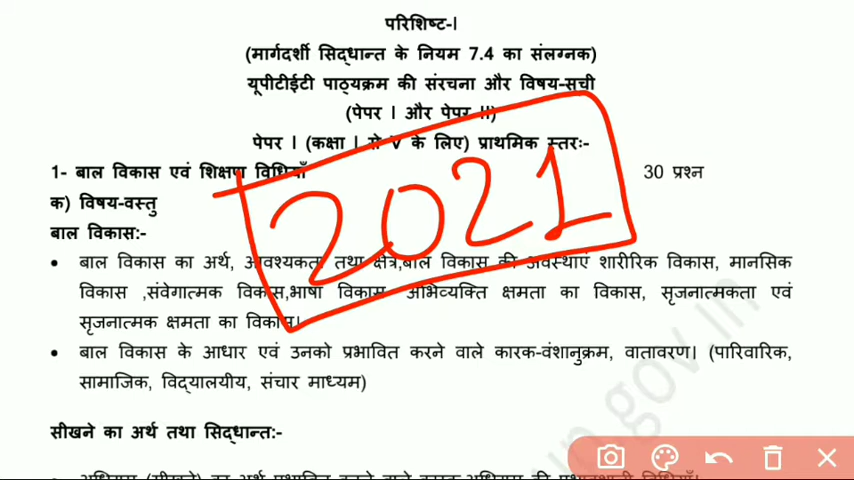 परिशिष्ट-I
(मार्गदर्शी सिद्धान्त के नियम 7.4 का संलग्नक)
यूपीटीईटी पाठ्यक्रम की संरचना और विषय-सूची
(पेपर I और पेपर II)
पेपर I (कक्षा I से V के लिए) प्राथमिक स्तरः-
1- बाल विकास एवं शिक्षण विधियाँ 30 प्रश्न
2021
क) विषय-वस्तु
बाल विकास:-
• बाल विकास का अर्थ, आवश्यकता तथा क्षेत्र,बाल विकास की अवस्थाएं शारीरिक विकास, मानसिक
विकास ,संवेगात्मक विकास,भाषा विकास अभिव्यक्ति क्षमता का विकास, सृजनात्मकता एवं
सृजनात्मक क्षमता का विकास।
• बाल विकास के आधार एवं उनको प्रभावित करने वाले कारक-वंशानुक्रम, वातावरण। (पारिवारिक,
सामाजिक, विद्यालयीय, संचार माध्यम)
सीखने का अर्थ तथा सिद्धान्त:-